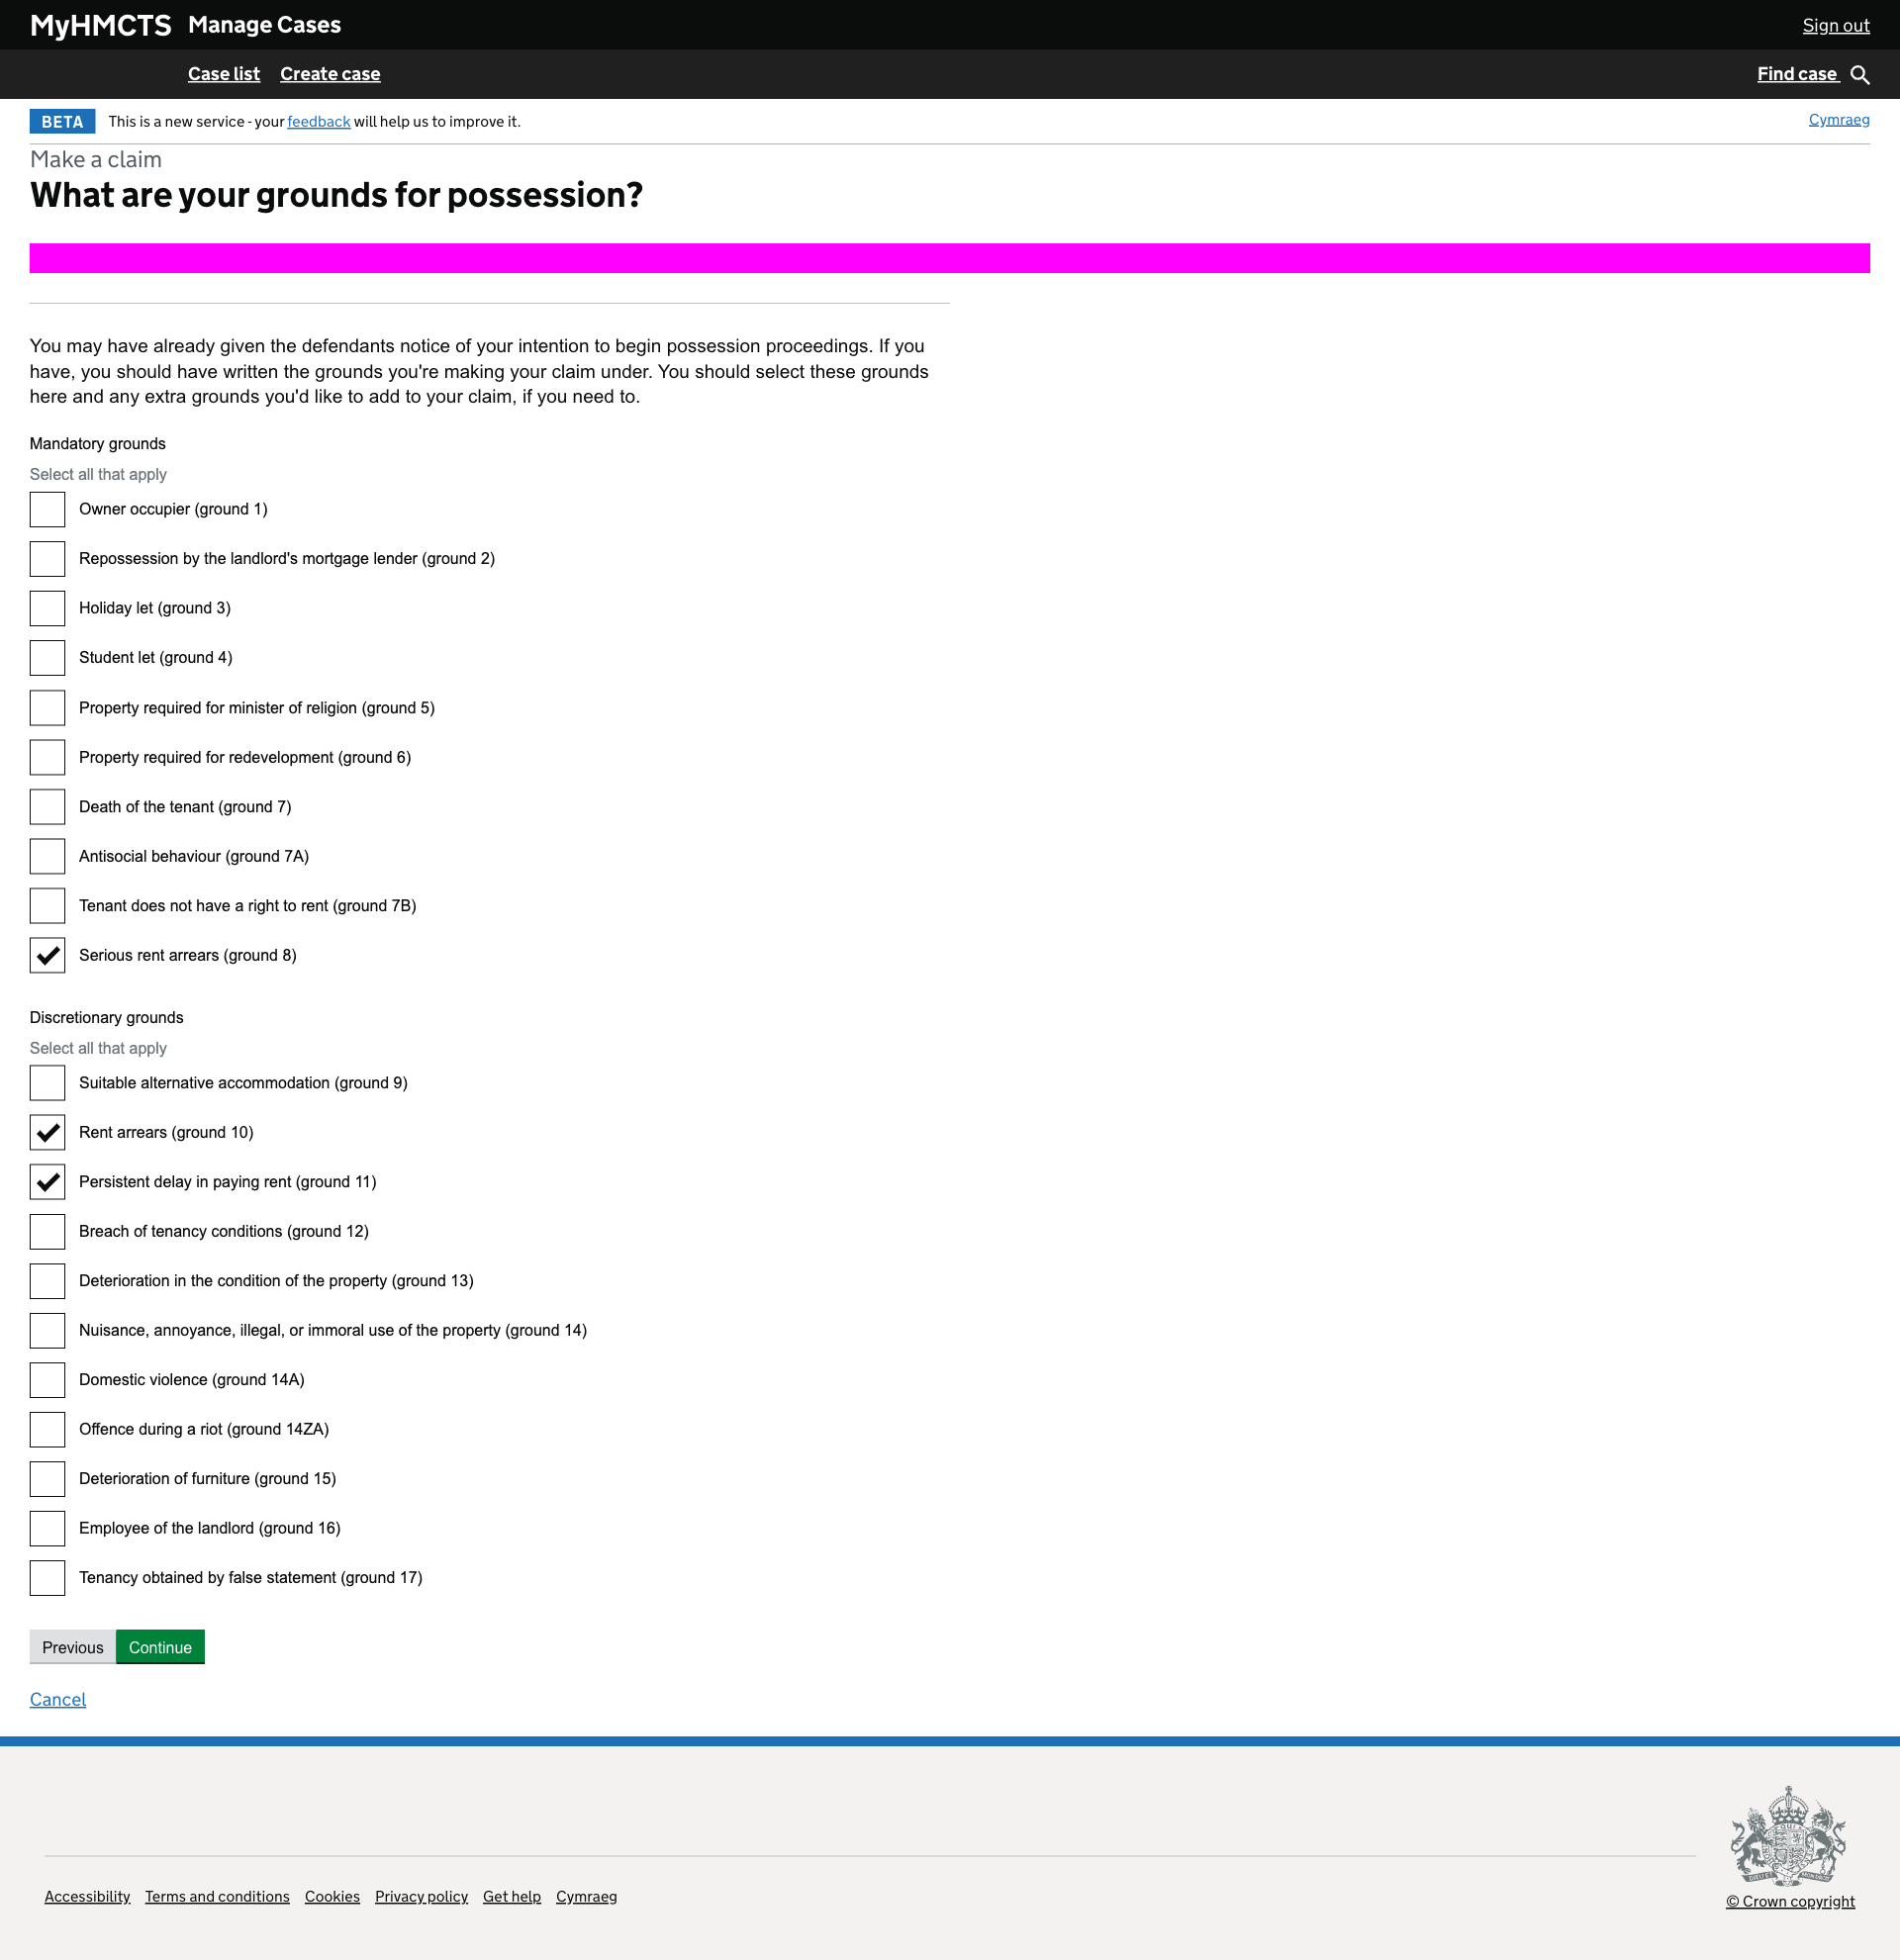 MyHMCTS Manage Cases Sign out
Case list Create case Find case
BETA This is a new service - your feedback will help us to improve it. Cymraeg
Make a claim
What are your grounds for possession?
You may have already given the defendants notice of your intention to begin possession proceedings. If you
have, you should have written the grounds you're making your claim under. You should select these grounds
here and any extra grounds you'd like to add to your claim, if you need to.
Mandatory grounds
Select all that apply
Owner occupier (ground 1)
Repossession by the landlord's mortgage lender (ground 2)
Holiday let (ground 3)
Student let (ground 4)
Property required for minister of religion (ground 5)
Property required for redevelopment (ground 6)
Death of the tenant (ground 7)
Antisocial behaviour (ground 7A)
Tenant does not have a right to rent (ground 7B)
Serious rent arrears (ground 8)
Discretionary grounds
Select all that apply
Suitable alternative accommodation (ground 9)
Rent arrears (ground 10)
Persistent delay in paying rent (ground 11)
Breach of tenancy conditions (ground 12)
Deterioration in the condition of the property (ground 13)
Nuisance, annoyance, illegal, or immoral use of the property (ground 14)
Domestic violence (ground 14A)
Offence during a riot (ground 14ZA)
Deterioration of furniture (ground 15)
Employee of the landlord (ground 16)
Tenancy obtained by false statement (ground 17)
Previous Continue
Cancel
Accessibility Terms and conditions Cookies Privacy policy Get help Cymraeg
© Crown copyright